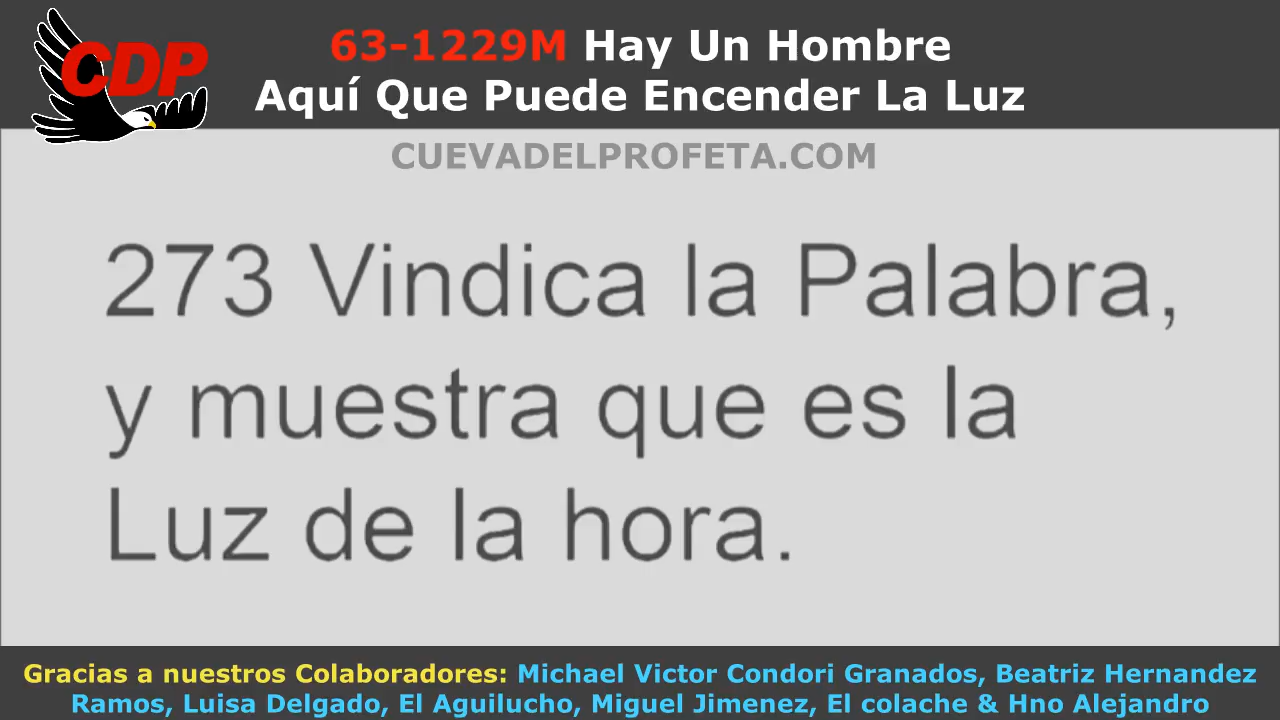 CDP
63-1229M Hay Un Hombre
Aquí Que Puede Encender La Luz
CUEVADELPROFETA.COM
273 Vindica la Palabra,
y muestra que es la
Luz de la hora.
Gracias a nuestros Colaboradores: Michael Victor Condori Granados, Beatriz Hernandez
Ramos, Luisa Delgado, El Aguilucho, Miguel Jimenez, El colache & Hno Alejandro